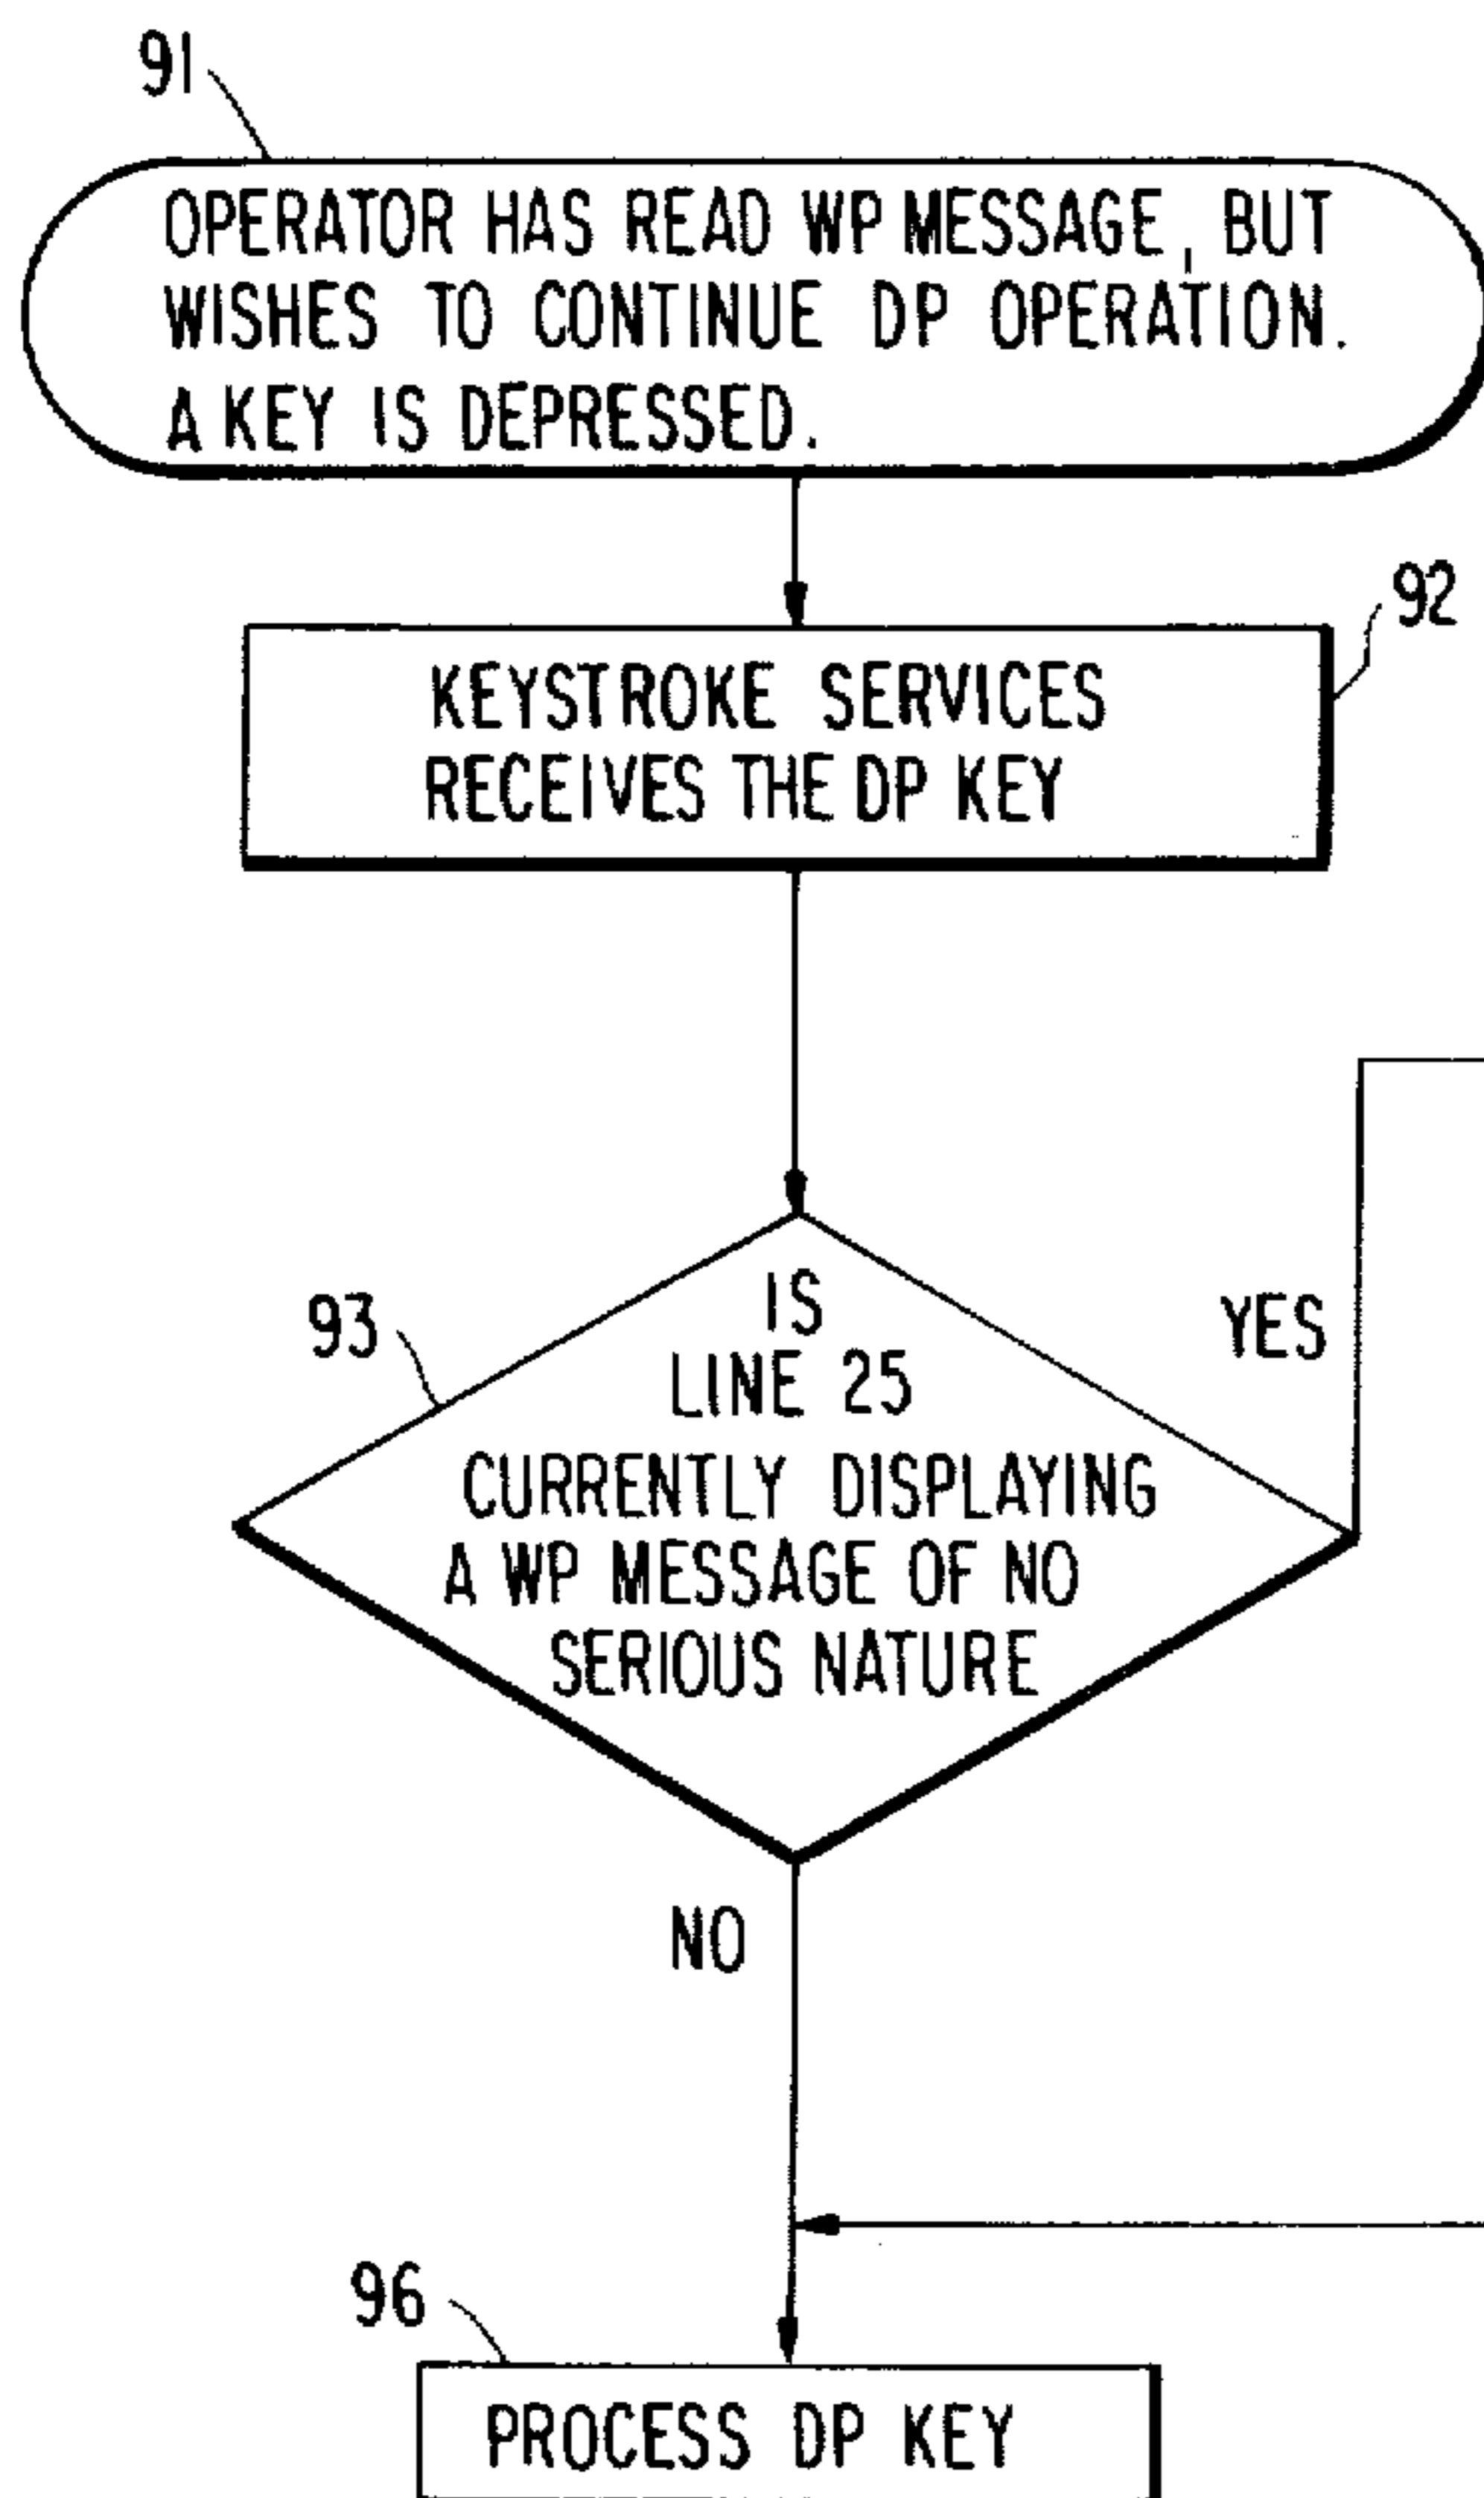 91
OPERATOR HAS READ WP MESSAGE, BUT
WISHES TO CONTINUE DP OPERATION.
A KEY IS DEPRESSED.
92
KEYSTROKE SERVICES
RECEIVES THE DP KEY
93
IS
LINE 25
CURRENTLY DISPLAYING
A WP MESSAGE OF NO
SERIOUS NATURE
YES
NO
96
PROCESS DP KEY